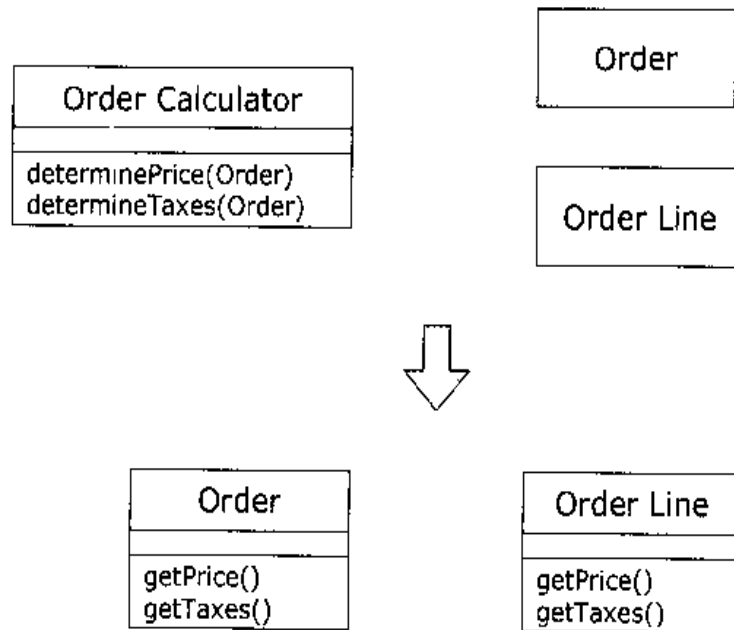 Order Calculator
determinePrice(Order)
determineTaxes(Order)
Order
Order Line
Order
getPrice()
getTaxes()
Order Line
getPrice()
getTaxes()